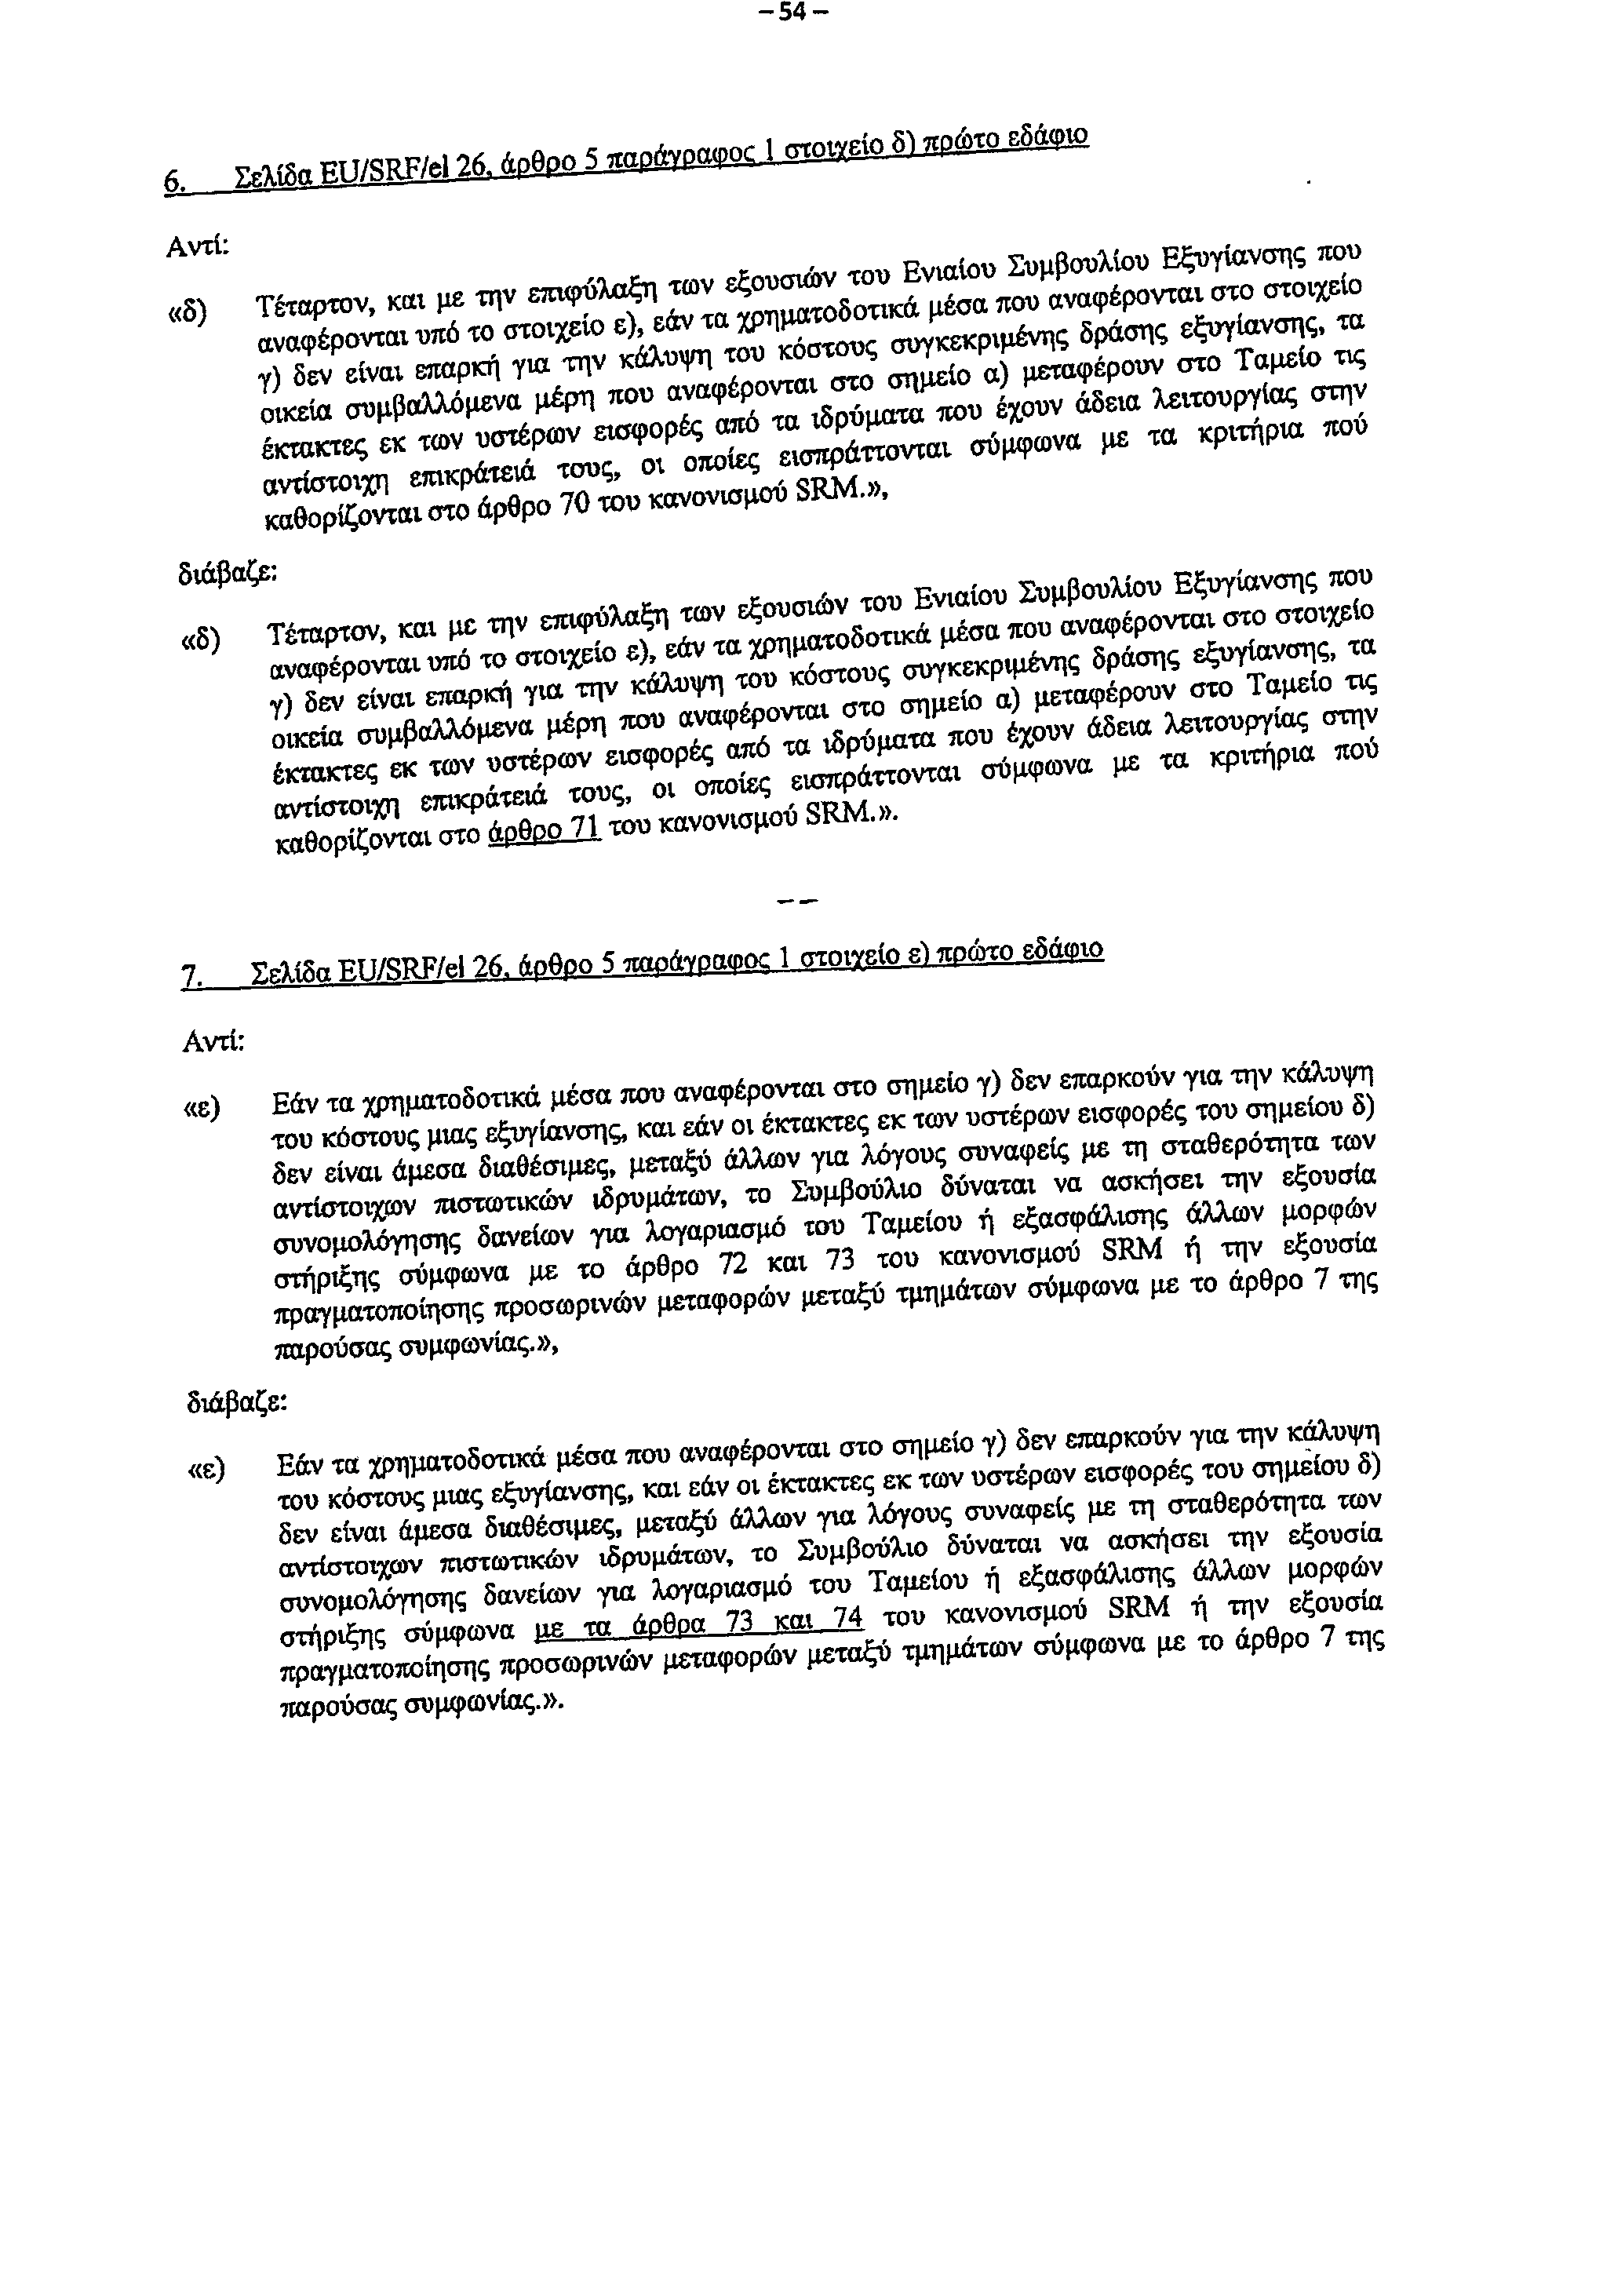 – 54 –
6. Σελίδα EU/SRF/el 26, άρθρο 5 παράγραφος 1 στοιχείο δ) πρώτο εδάφιο
Αντί:
«δ) Τέταρτον, και με την επιφύλαξη των εξουσιών του Ενιαίου Συμβουλίου Εξυγίανσης που
αναφέρονται υπό το στοιχείο ε), εάν τα χρηματοδοτικά μέσα που αναφέρονται στο στοιχείο
γ) δεν είναι επαρκή για την κάλυψη του κόστους συγκεκριμένης δράσης εξυγίανσης, τα
οικεία συμβαλλόμενα μέρη που αναφέρονται στο σημείο α) μεταφέρουν στο Ταμείο τις
έκτακτες εκ των υστέρων εισφορές από τα ιδρύματα που έχουν άδεια λειτουργίας στην
αντίστοιχη επικράτειά τους, οι οποίες εισπράττονται σύμφωνα με τα κριτήρια πού
καθορίζονται στο άρθρο 70 του κανονισμού SRM.»,
διάβαζε:
«δ) Τέταρτον, και με την επιφύλαξη των εξουσιών του Ενιαίου Συμβουλίου Εξυγίανσης που
αναφέρονται υπό το στοιχείο ε), εάν τα χρηματοδοτικά μέσα που αναφέρονται στο στοιχείο
γ) δεν είναι επαρκή για την κάλυψη του κόστους συγκεκριμένης δράσης εξυγίανσης, τα
οικεία συμβαλλόμενα μέρη που αναφέρονται στο σημείο α) μεταφέρουν στο Ταμείο τις
έκτακτες εκ των υστέρων εισφορές από τα ιδρύματα που έχουν άδεια λειτουργίας στην
αντίστοιχη επικράτειά τους, οι οποίες εισπράττονται σύμφωνα με τα κριτήρια πού
καθορίζονται στο άρθρο 71 του κανονισμού SRM.».
– –
7. Σελίδα EU/SRF/el 26, άρθρο 5 παράγραφος 1 στοιχείο ε) πρώτο εδάφιο
Αντί:
«ε) Εάν τα χρηματοδοτικά μέσα που αναφέρονται στο σημείο γ) δεν επαρκούν για την κάλυψη
του κόστους μιας εξυγίανσης, και εάν οι έκτακτες εκ των υστέρων εισφορές του σημείου δ)
δεν είναι άμεσα διαθέσιμες, μεταξύ άλλων για λόγους συναφείς με τη σταθερότητα των
αντίστοιχων πιστωτικών ιδρυμάτων, το Συμβούλιο δύναται να ασκήσει την εξουσία
συνομολόγησης δανείων για λογαριασμό του Ταμείου ή εξασφάλισης άλλων μορφών
στήριξης σύμφωνα με το άρθρο 72 και 73 του κανονισμού SRM ή την εξουσία
πραγματοποίησης προσωρινών μεταφορών μεταξύ τμημάτων σύμφωνα με το άρθρο 7 της
παρούσας συμφωνίας.»,
διάβαζε:
«ε) Εάν τα χρηματοδοτικά μέσα που αναφέρονται στο σημείο γ) δεν επαρκούν για την κάλυψη
του κόστους μιας εξυγίανσης, και εάν οι έκτακτες εκ των υστέρων εισφορές του σημείου δ)
δεν είναι άμεσα διαθέσιμες, μεταξύ άλλων για λόγους συναφείς με τη σταθερότητα των
αντίστοιχων πιστωτικών ιδρυμάτων, το Συμβούλιο δύναται να ασκήσει την εξουσία
συνομολόγησης δανείων για λογαριασμό του Ταμείου ή εξασφάλισης άλλων μορφών
στήριξης σύμφωνα με τα άρθρα 73 και 74 του κανονισμού SRM ή την εξουσία
πραγματοποίησης προσωρινών μεταφορών μεταξύ τμημάτων σύμφωνα με το άρθρο 7 της
παρούσας συμφωνίας.».